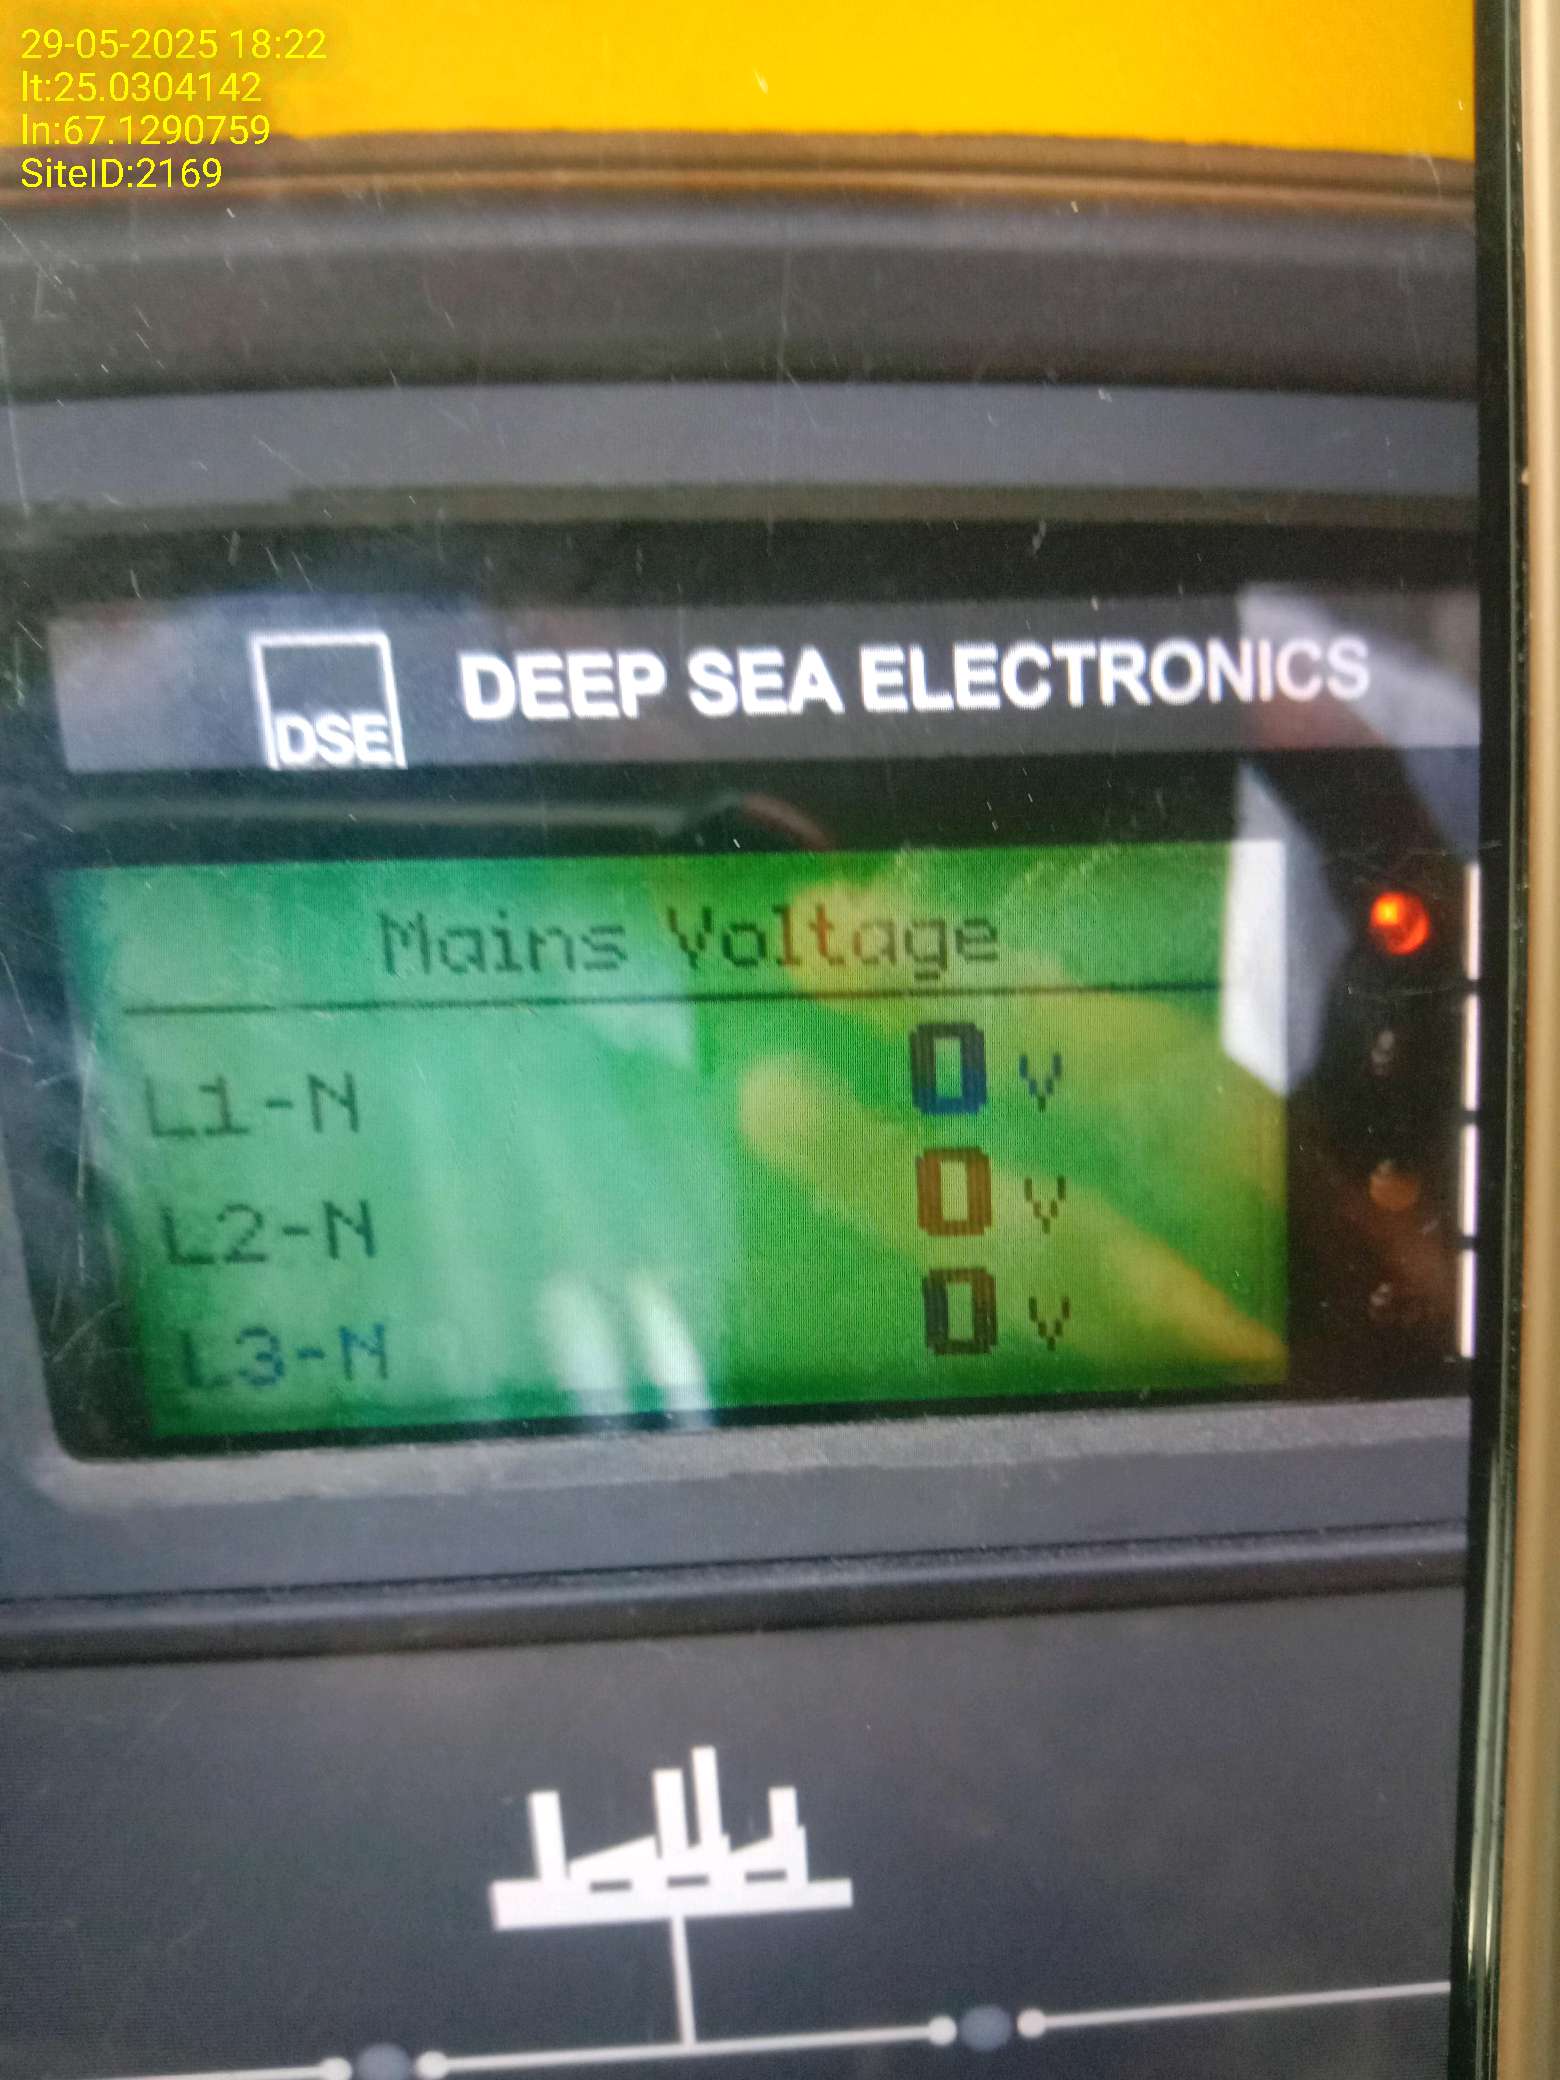 29-05-2025 18:22
lt:25.0304142
ln:67.1290759
SiteID:2169
DSE DEEP SEA ELECTRONICS
Mains Voltage
L1-N 0 V
L2-N 0 V
L3-N 0 V